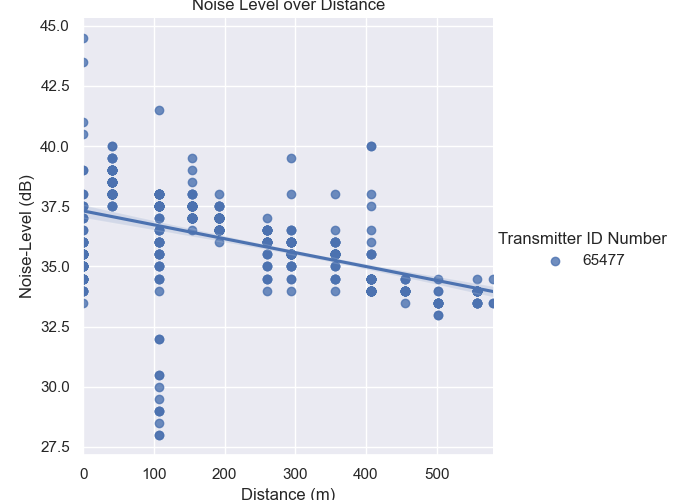 Noise Level over Distance
45.0
42.5
40.0
37.5
35.0
32.5
30.0
27.5
Noise-Level (dB)
0 100 200 300 400 500
Distance (m)
Transmitter ID Number
65477